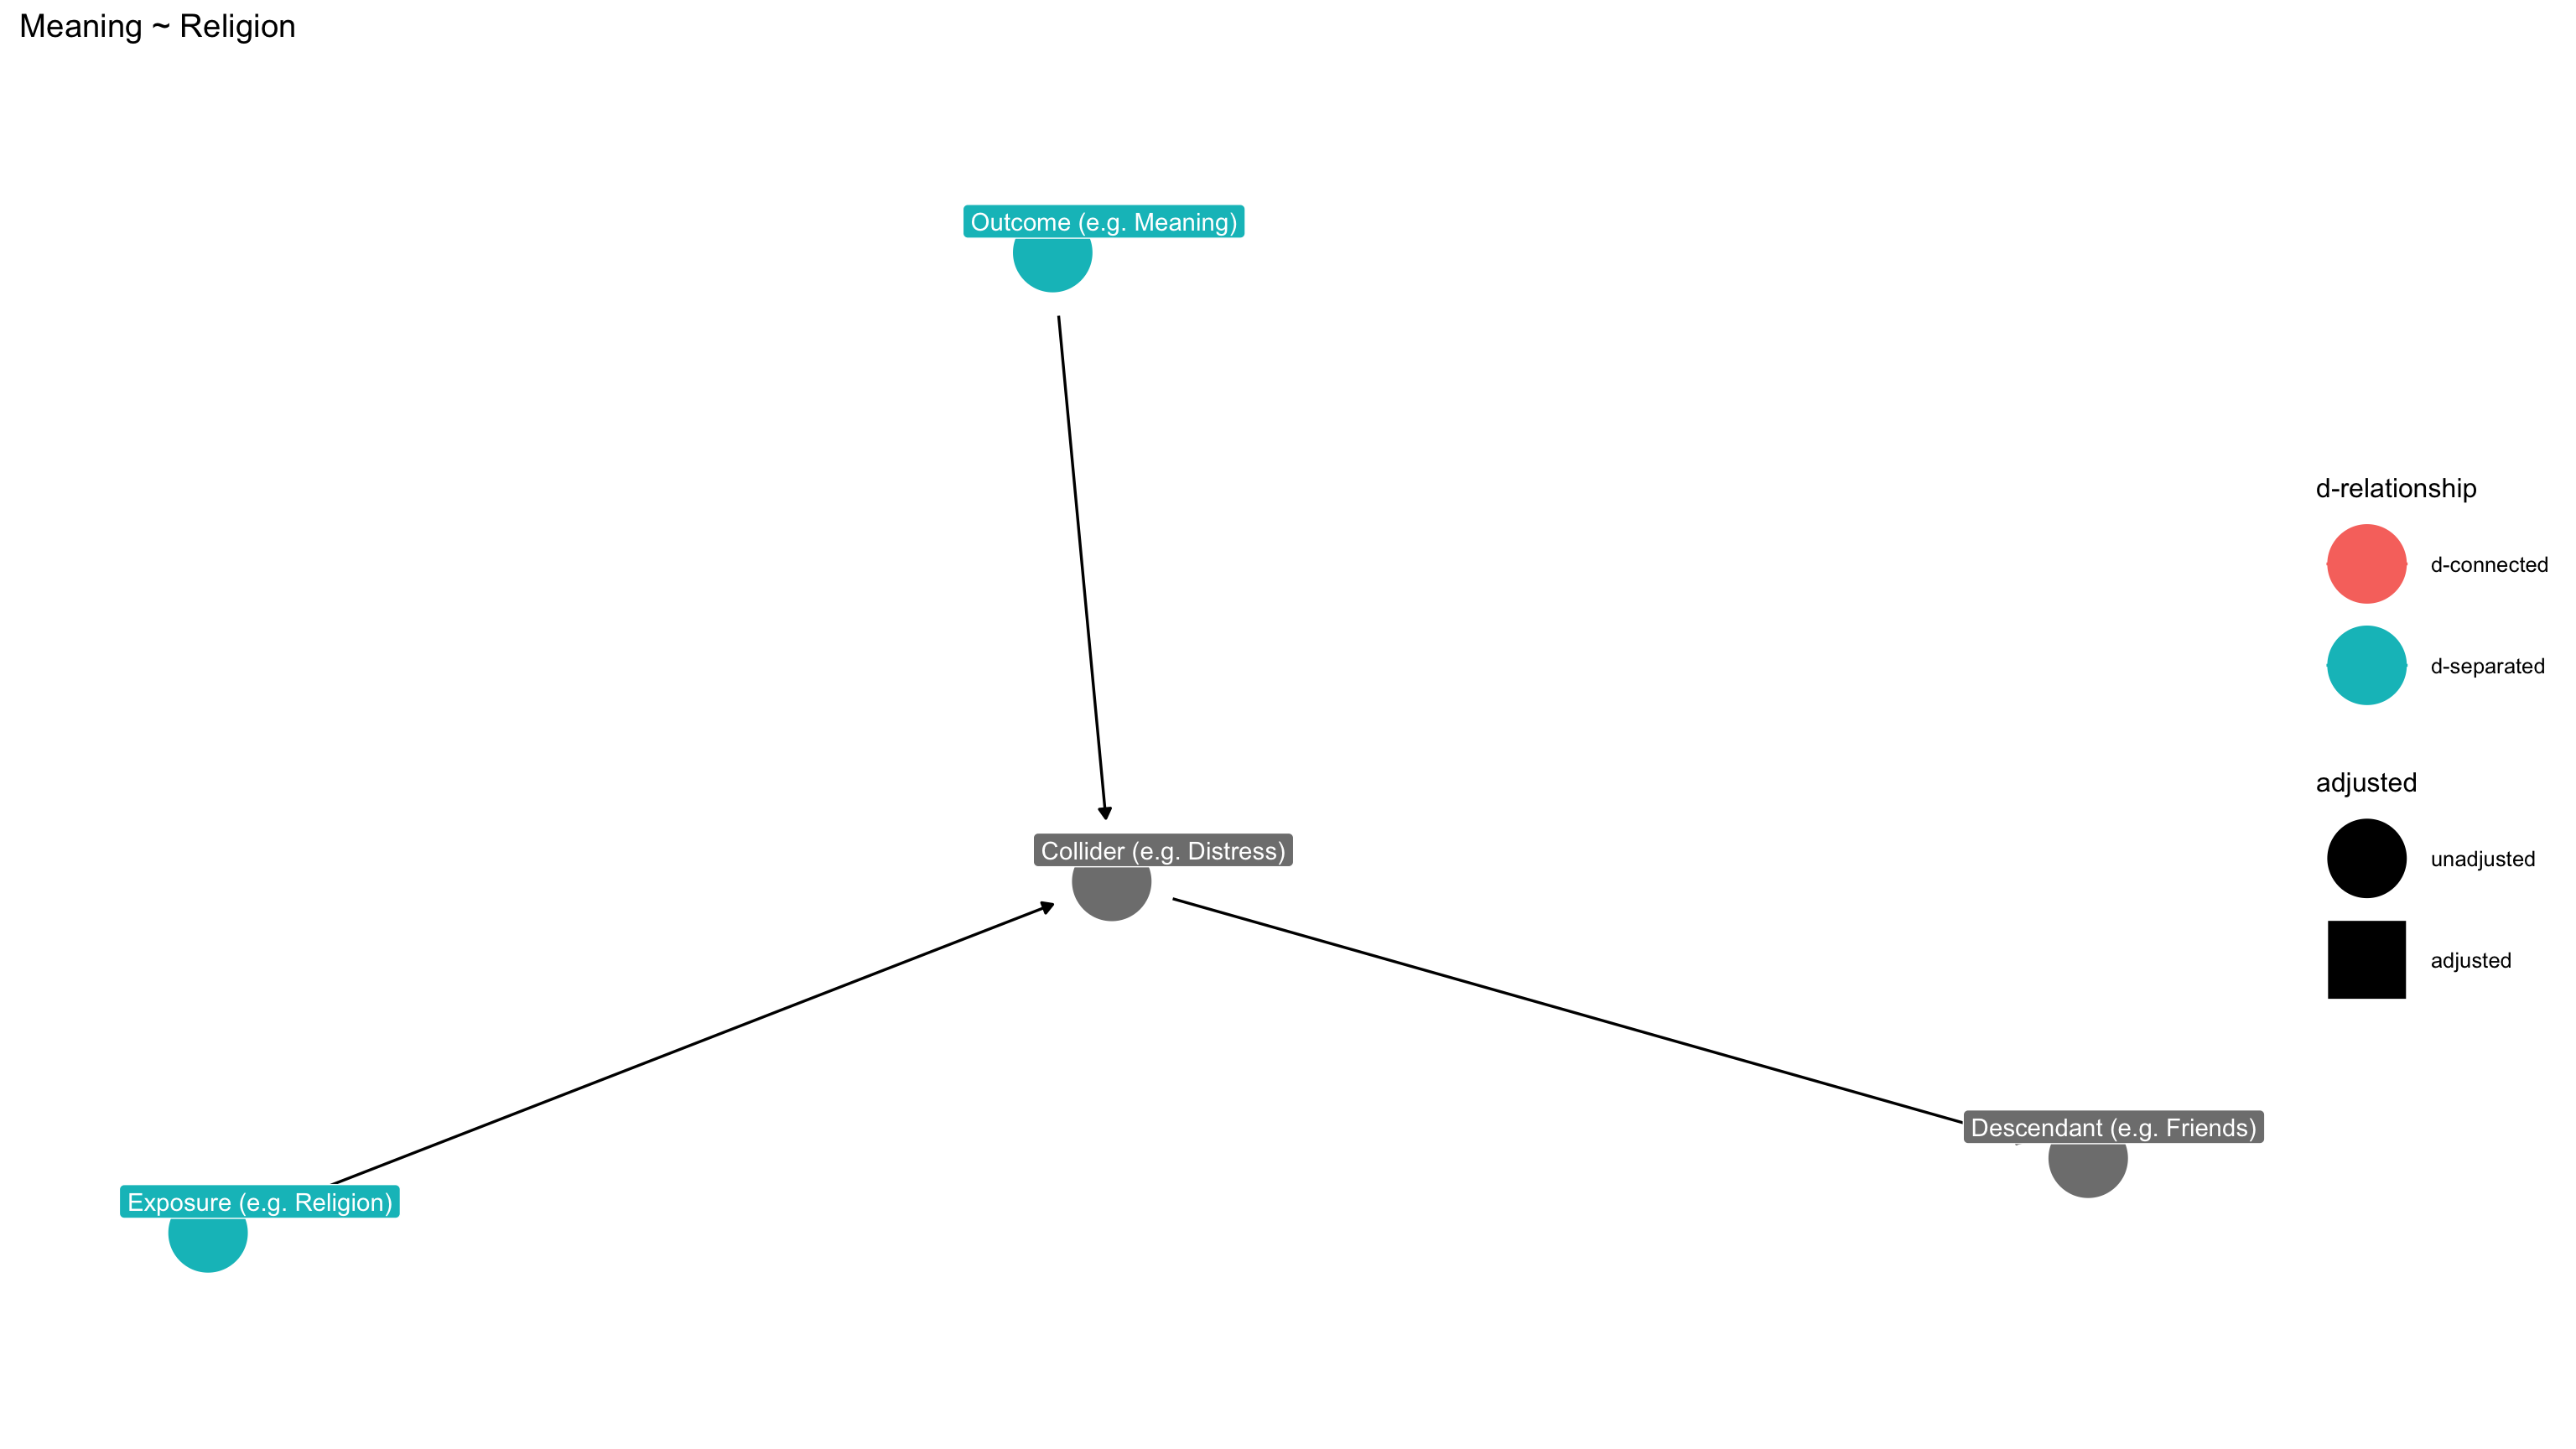 Meaning ~ Religion
Outcome (e.g. Meaning)
Collider (e.g. Distress)
Descendant (e.g. Friends)
Exposure (e.g. Religion)
d-relationship
d-connected
d-separated
adjusted
unadjusted
adjusted